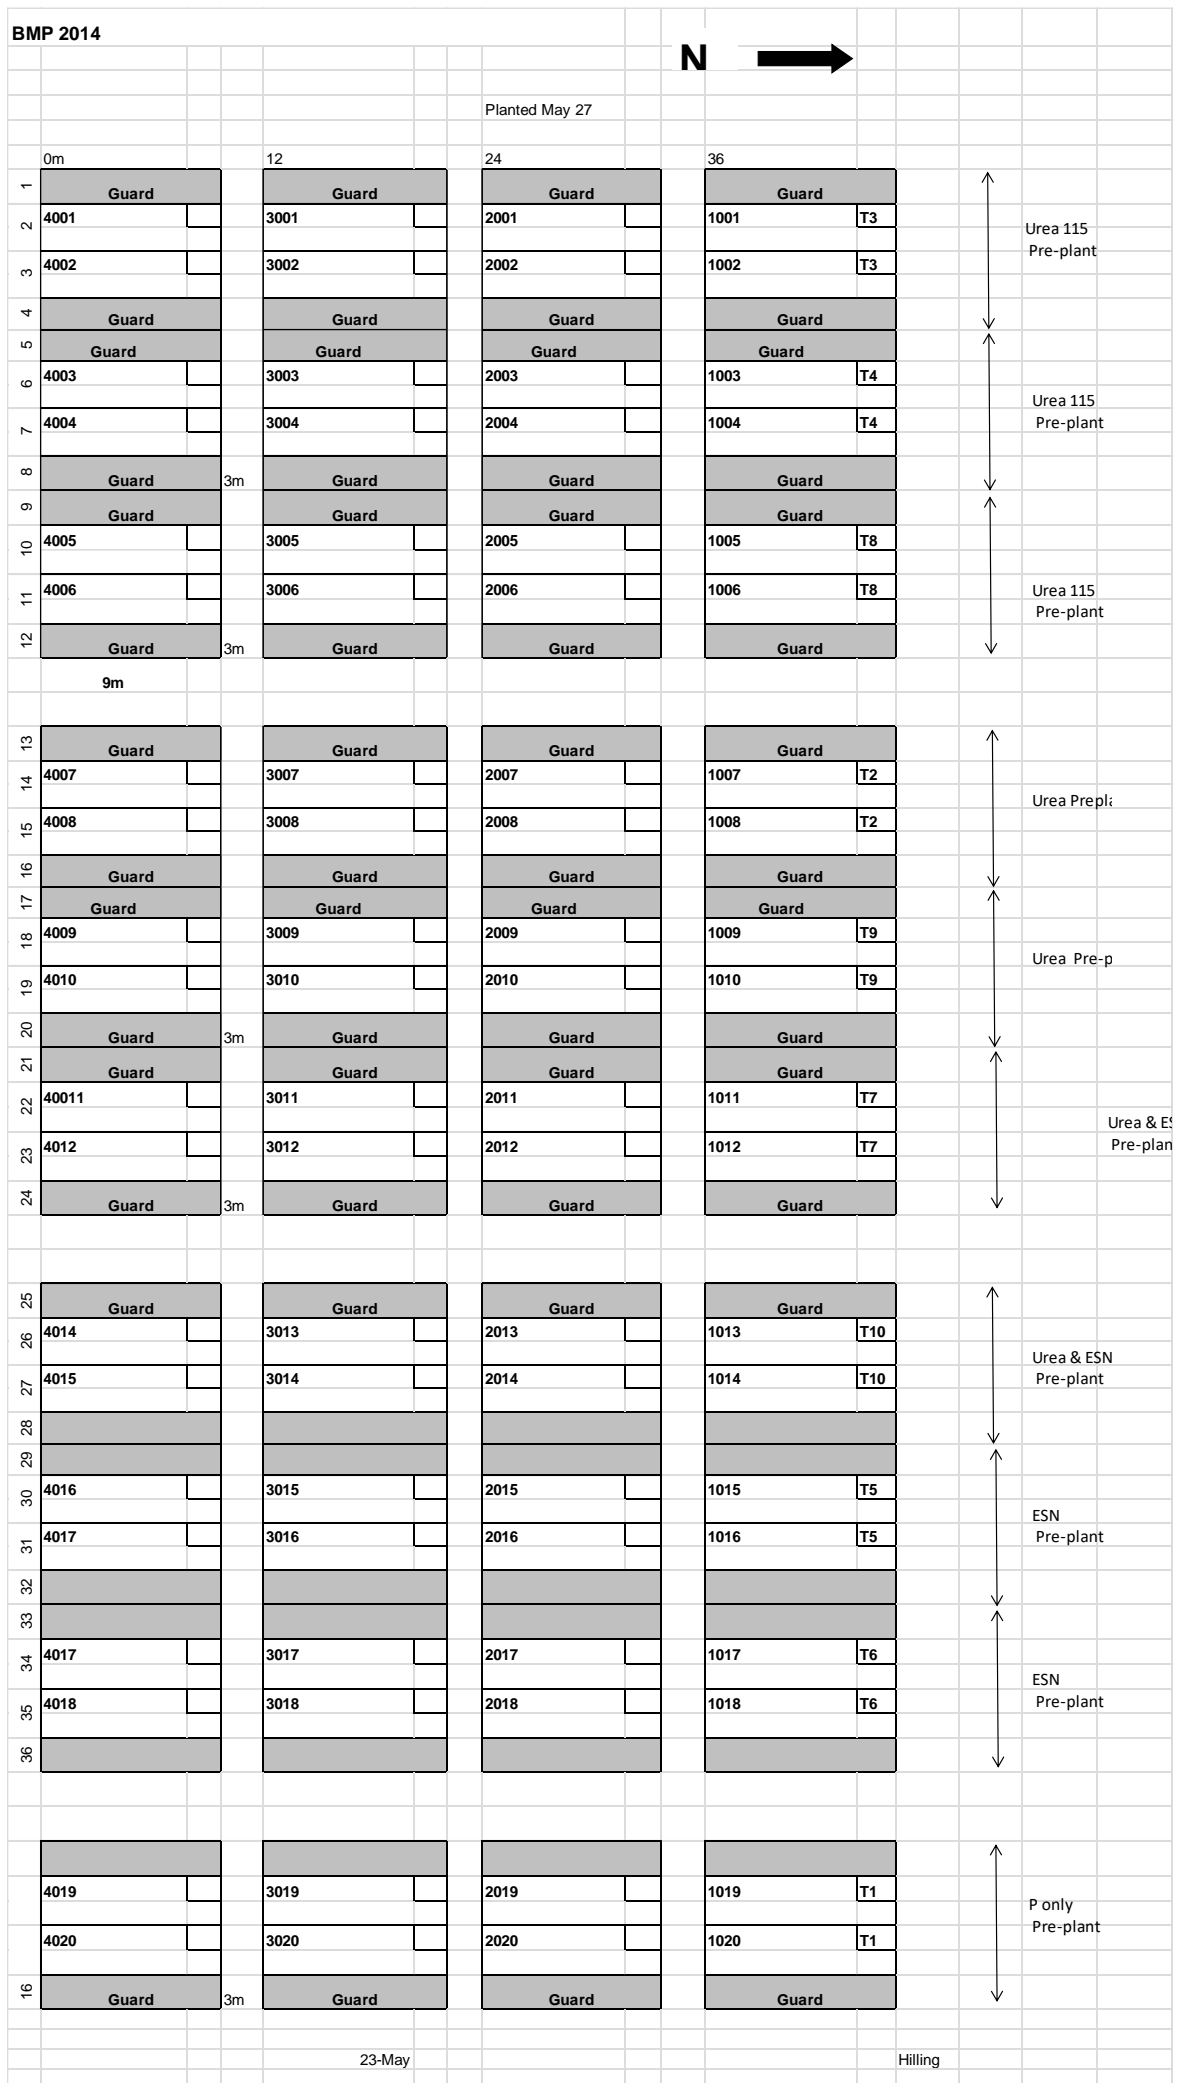 BMP 2014
N
Planted May 27
0m 12 24 36
1 Guard Guard Guard Guard
2 4001 3001 2001 1001 T3
Urea 115
Pre-plant
3 4002 3002 2002 1002 T3
4 Guard Guard Guard Guard
5 Guard Guard Guard Guard
6 4003 3003 2003 1003 T4
Urea 115
7 4004 3004 2004 1004 T4 Pre-plant
8 Guard 3m Guard Guard Guard
9 Guard Guard Guard Guard
10 4005 3005 2005 1005 T8
11 4006 3006 2006 1006 T8 Urea 115
Pre-plant
12 Guard 3m Guard Guard Guard
9m
13 Guard Guard Guard Guard
14 4007 3007 2007 1007 T2
Urea Prepla
15 4008 3008 2008 1008 T2
16 Guard Guard Guard Guard
17 Guard Guard Guard Guard
18 4009 3009 2009 1009 T9
Urea Pre-p
19 4010 3010 2010 1010 T9
20 Guard 3m Guard Guard Guard
21 Guard Guard Guard Guard
22 40011 3011 2011 1011 T7
Urea & ES
23 4012 3012 2012 1012 T7 Pre-plan
24 Guard 3m Guard Guard Guard
25 Guard Guard Guard Guard
26 4014 3013 2013 1013 T10
Urea & ESN
27 4015 3014 2014 1014 T10 Pre-plant
28
29
30 4016 3015 2015 1015 T5
ESN
31 4017 3016 2016 1016 T5 Pre-plant
32
33
34 4017 3017 2017 1017 T6
ESN
35 4018 3018 2018 1018 T6 Pre-plant
36
4019 3019 2019 1019 T1
P only
Pre-plant
4020 3020 2020 1020 T1
16 Guard 3m Guard Guard Guard
23-May Hilling